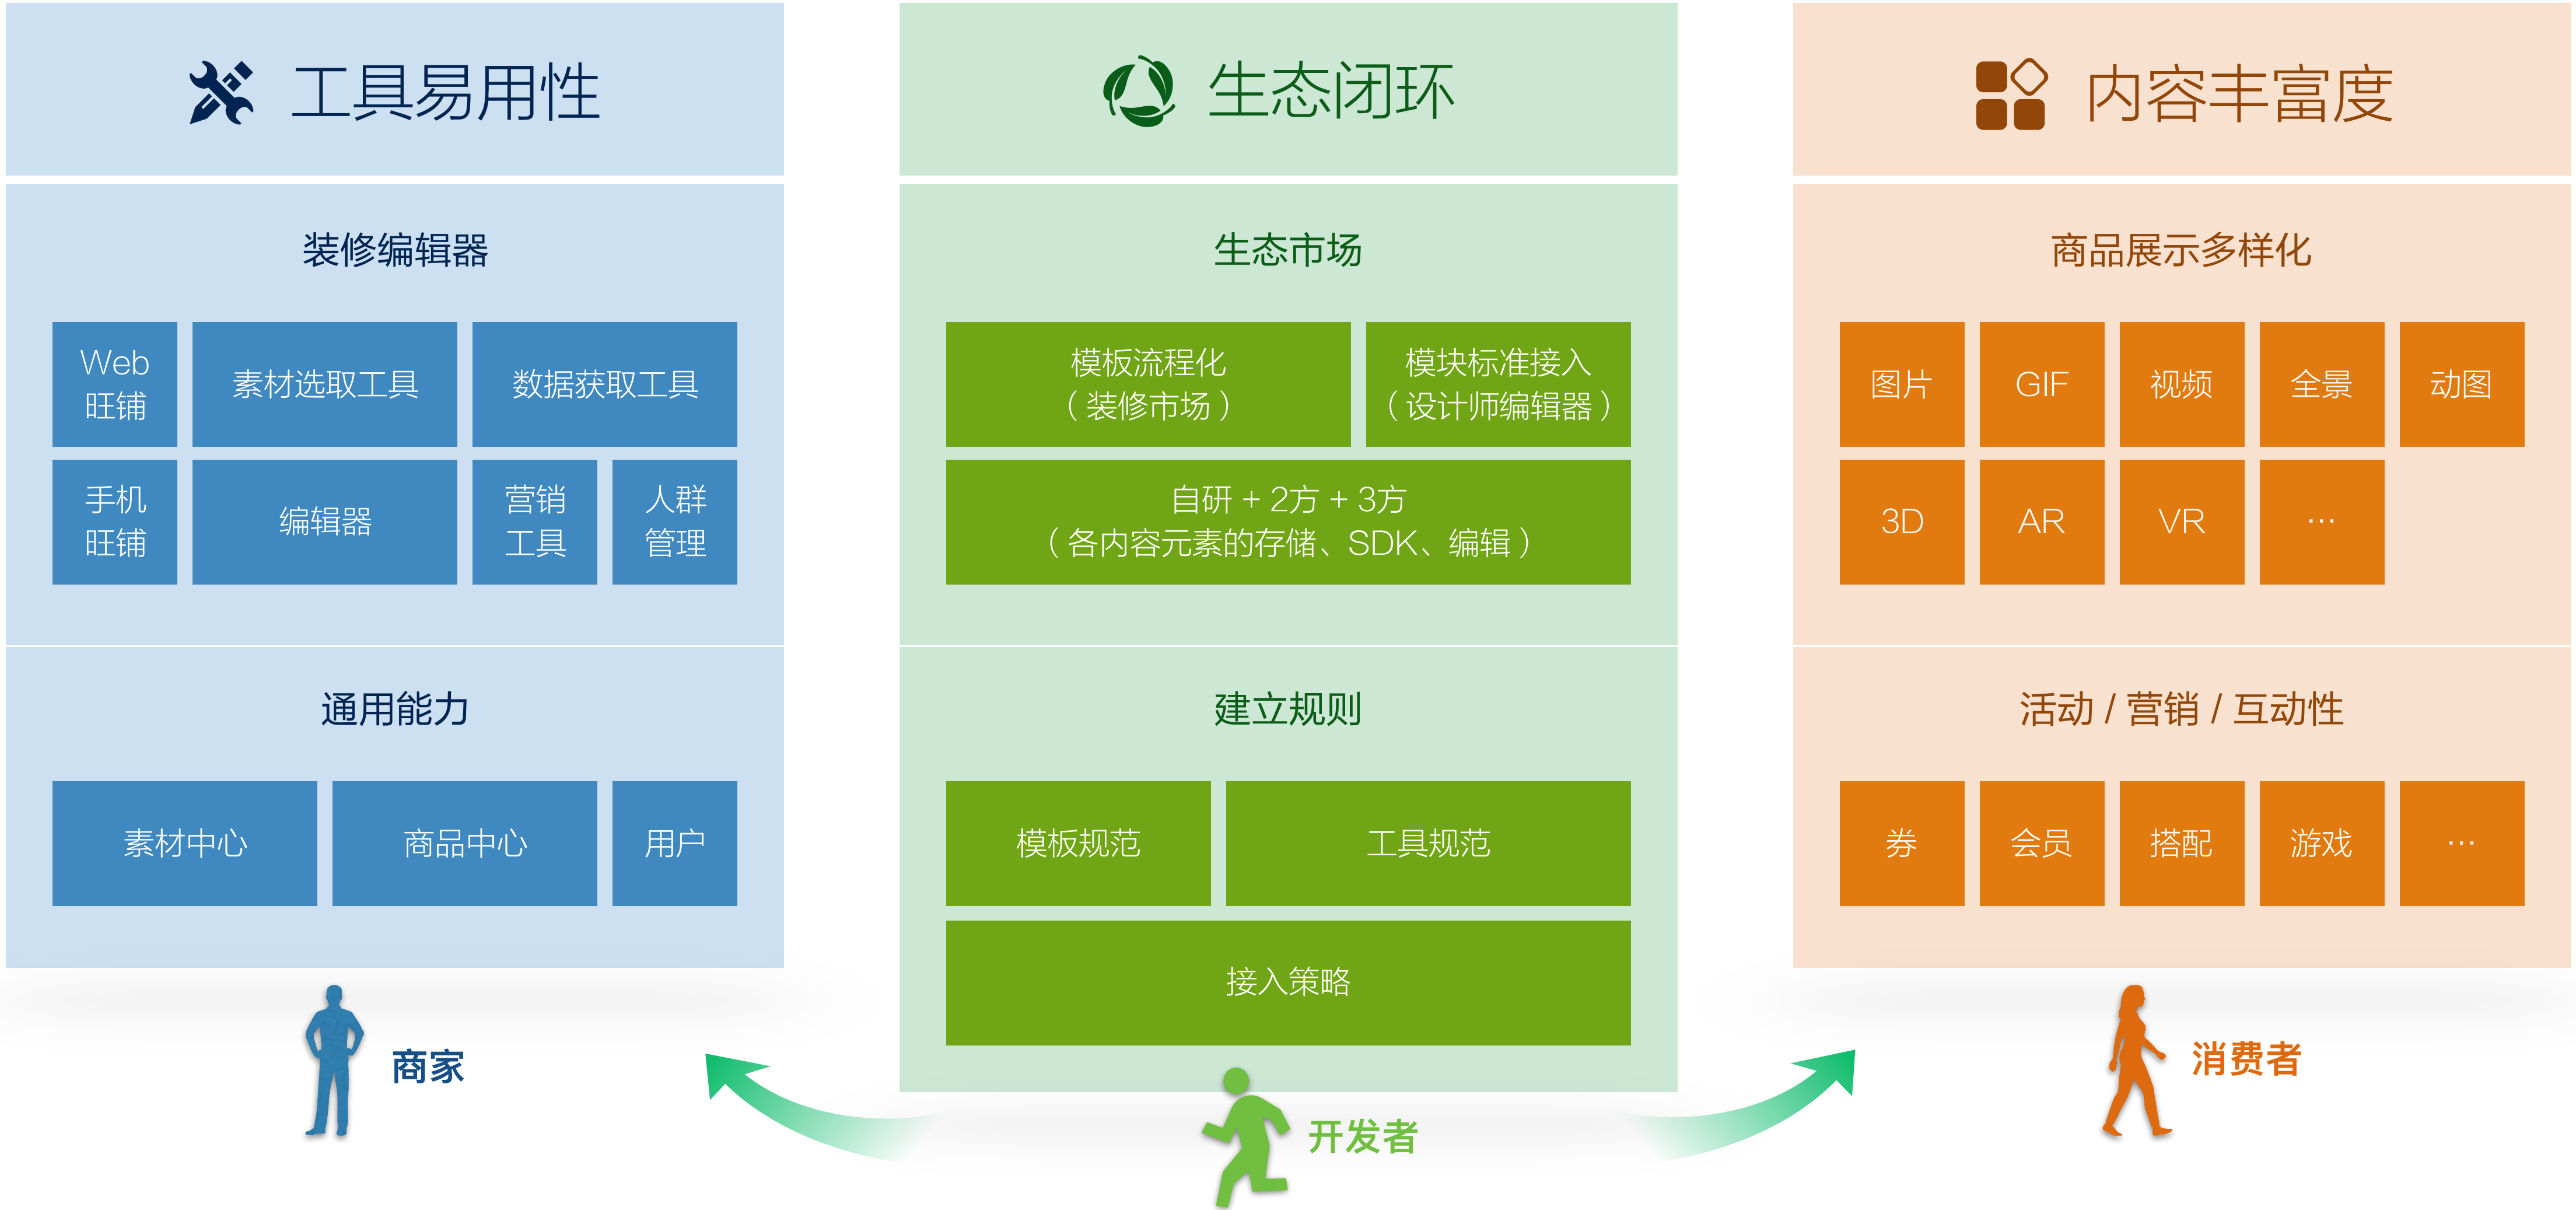 工具易用性
装修编辑器
Web
旺铺
素材选取工具
数据获取工具
手机
旺铺
编辑器
营销
工具
人群
管理
通用能力
素材中心
商品中心
用户
商家
生态闭环
生态市场
模板流程化
（装修市场）
模块标准接入
（设计师编辑器）
自研 + 2方 + 3方
（各内容元素的存储、SDK、编辑）
建立规则
模板规范
工具规范
接入策略
开发者
内容丰富度
商品展示多样化
图片
GIF
视频
全景
动图
3D
AR
VR
…
活动 / 营销 / 互动性
券
会员
搭配
游戏
…
消费者